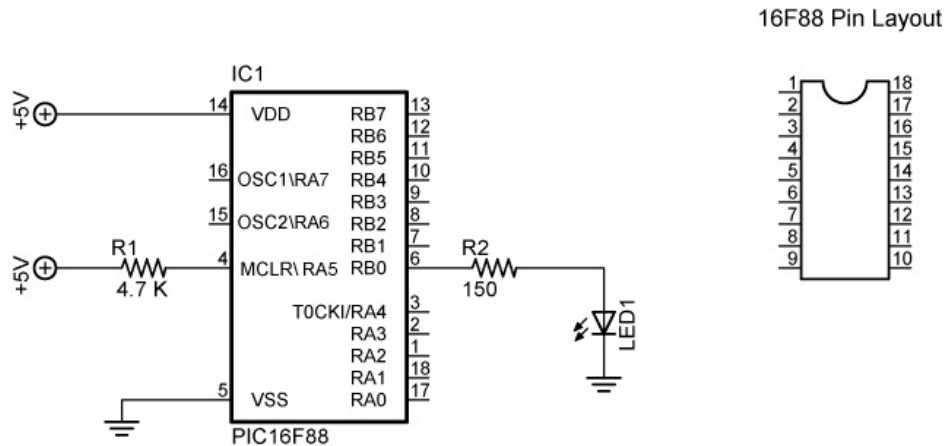 16F88 Pin Layout
IC1
+5V
14 VDD RB7 13
RB6 12
RB5 11
16 OSC1\RA7 RB4 10
RB3 9
15 OSC2\RA6 RB2 8
RB1 7
+5V
R1
4.7 K
4 MCLR\ RA5 RB0 6
R2
150
LED1
T0CKI/RA4 3
RA3 2
RA2 1
RA1 18
5 VSS RA0 17
PIC16F88
1 18
2 17
3 16
4 15
5 14
6 13
7 12
8 11
9 10